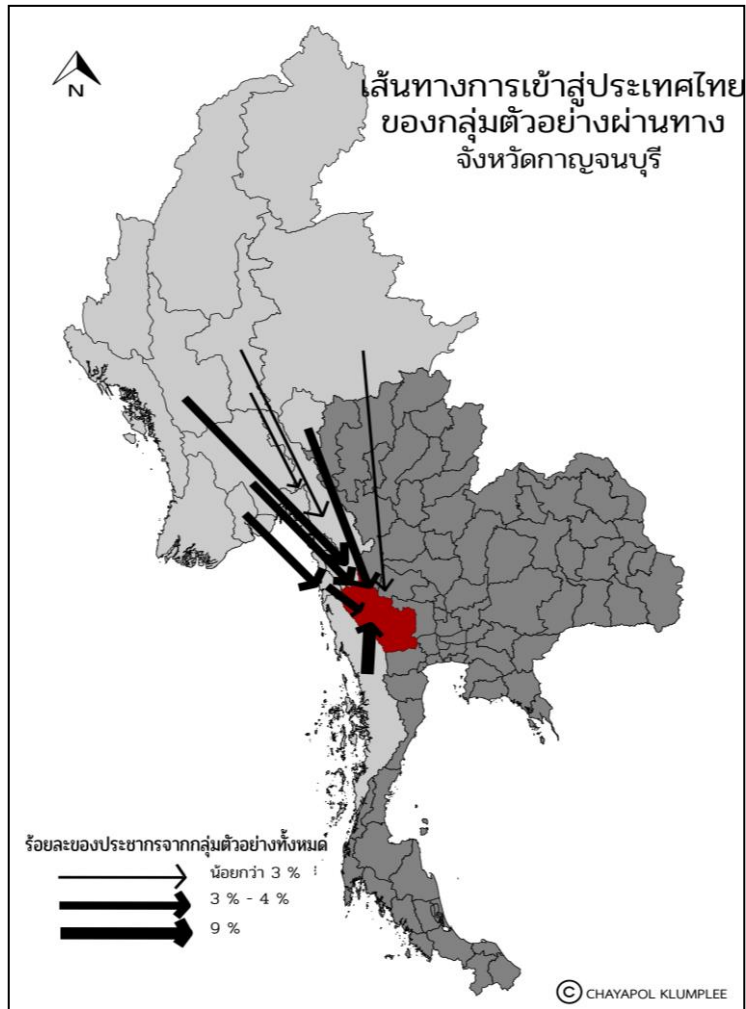 N
เส้นทางการเข้าสู่ประเทศไทย
ของกลุ่มตัวอย่างผ่านทาง
จังหวัดกาญจนบุรี
ร้อยละของประชากรจากกลุ่มตัวอย่างทั้งหมด
น้อยกว่า 3 %
3 % - 4 %
9 %
© CHAYAPOL KLUMPLEE